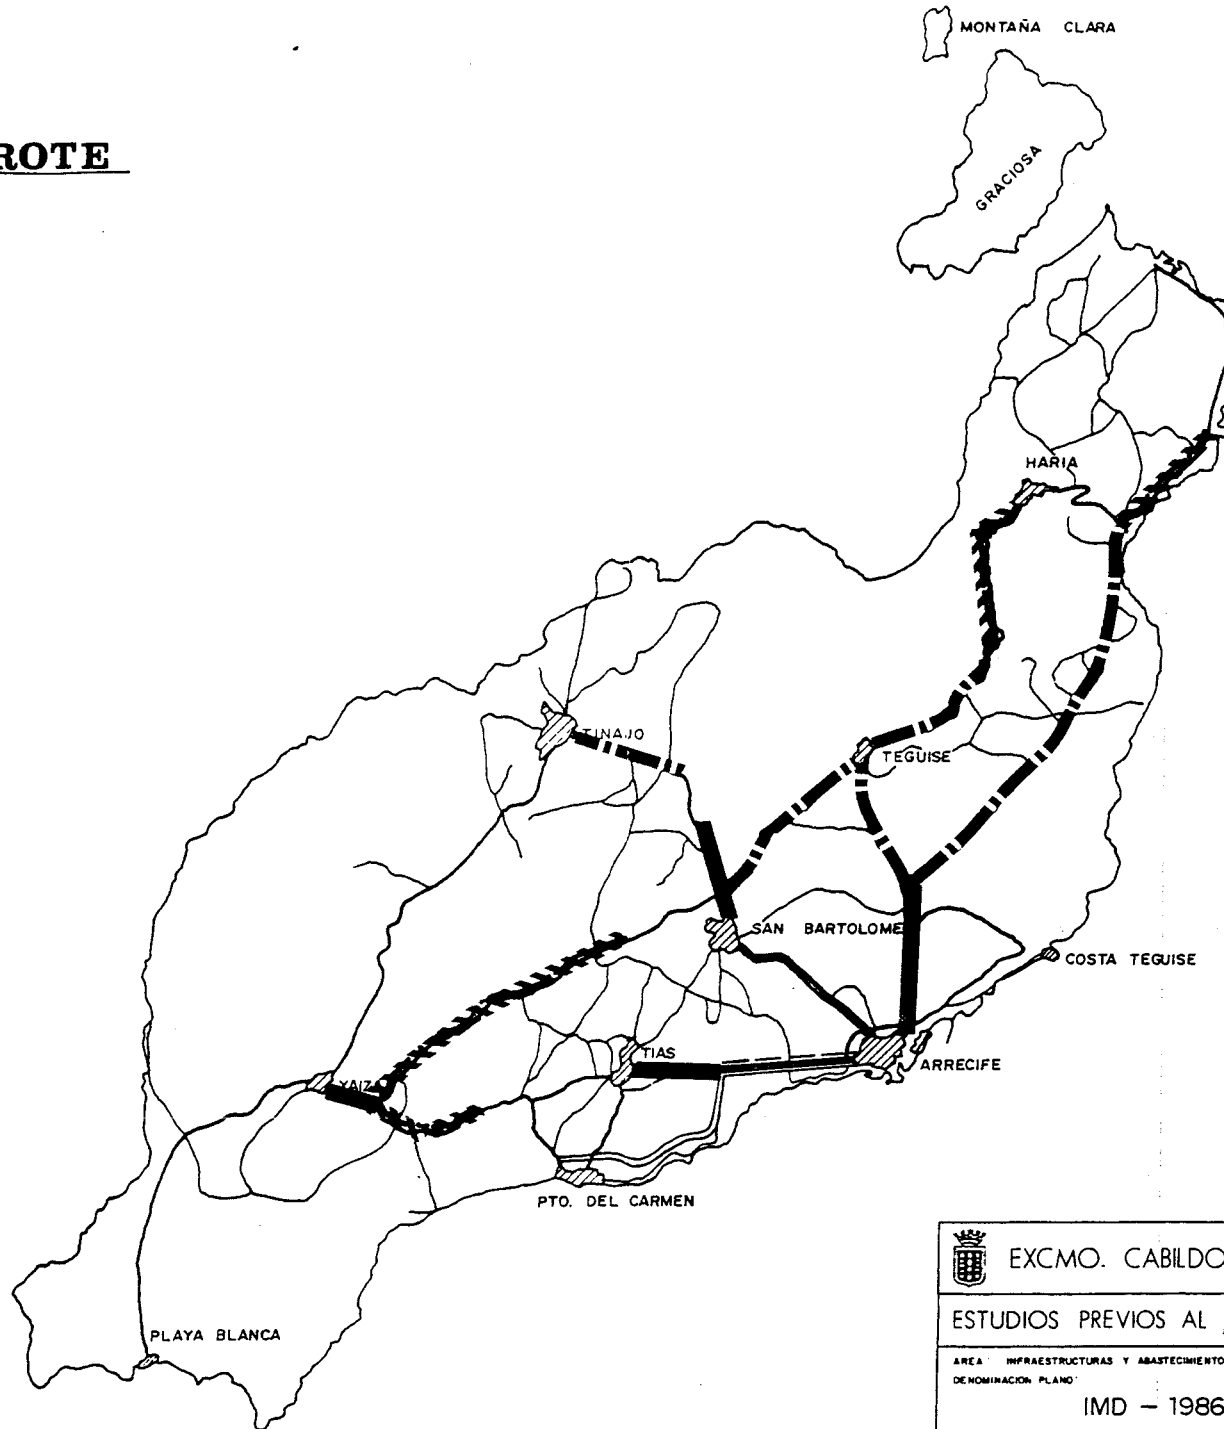 MONTAÑA CLARA
ROTE
GRACIOSA
HARIA
TINAJO
TEGUISE
SAN BARTOLOME
COSTA TEGUISE
TIAS
ARRECIFE
YAIZ
PTO. DEL CARMEN
PLAYA BLANCA
EXCMO. CABILDO
ESTUDIOS PREVIOS AL
AREA: INFRAESTRUCTURAS Y ABASTECIMIENTO
DENOMINACION PLANO:
IMD - 1986